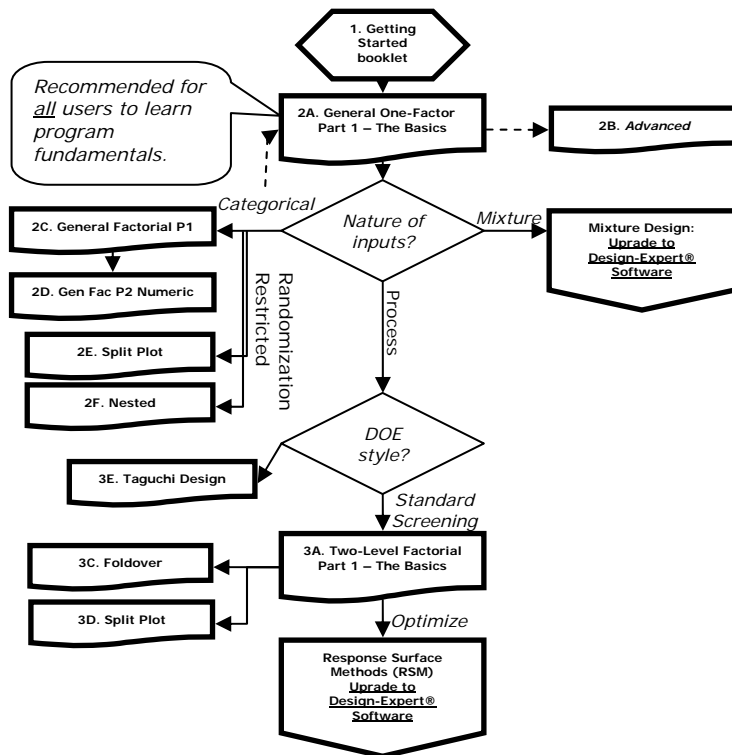 1. Getting
Started
booklet
Recommended for
all users to learn
program
fundamentals.
2A. General One-Factor
Part 1 – The Basics
2B. Advanced
Categorical
Nature of
inputs?
Mixture
2C. General Factorial P1
Mixture Design:
Uprade to
Design-Expert®
Software
2D. Gen Fac P2 Numeric
Randomization
Restricted
Process
2E. Split Plot
2F. Nested
DOE
style?
3E. Taguchi Design
Standard
Screening
3A. Two-Level Factorial
Part 1 – The Basics
3C. Foldover
3D. Split Plot
Optimize
Response Surface
Methods (RSM)
Uprade to
Design-Expert®
Software